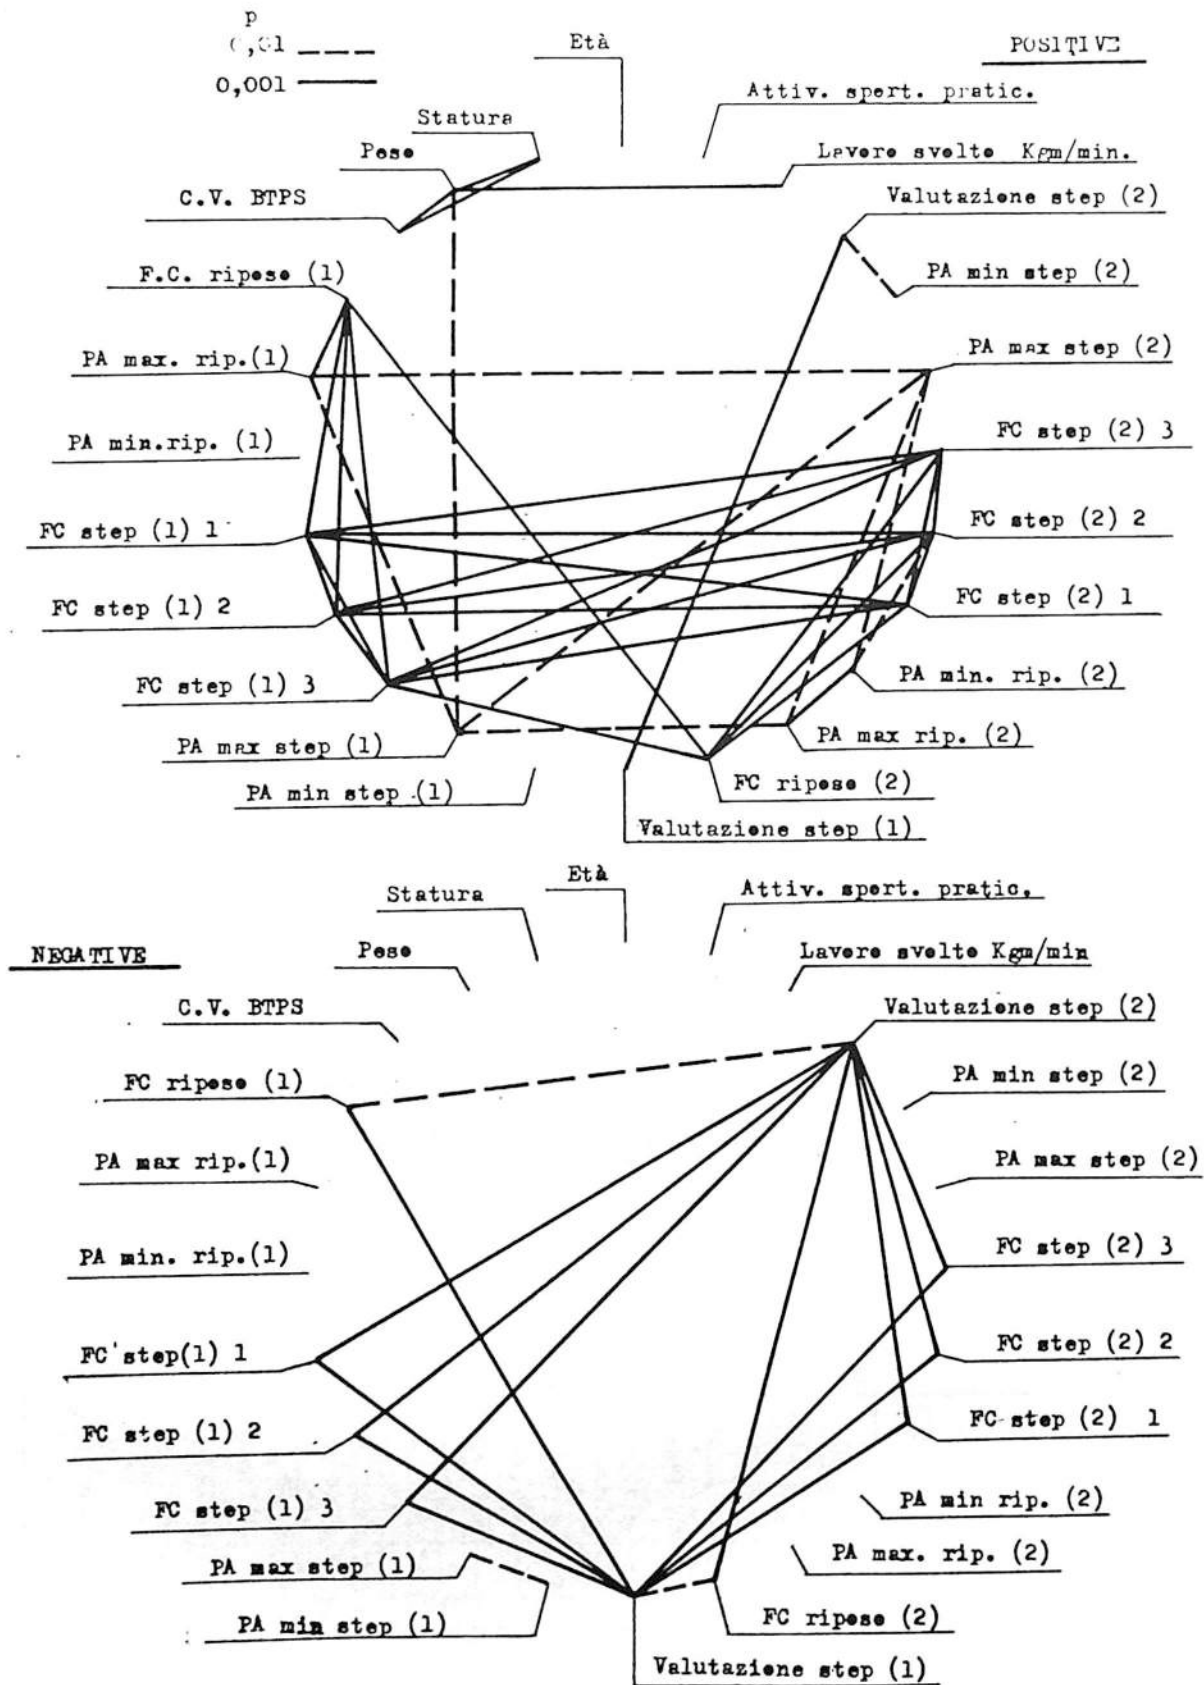 p
0,01
0,001
Età
POSITIVE
Attiv. spert. pratic.
Statura
Peso
Lavoro svolto Kgm/min.
C.V. BTPS
Valutazione step (2)
F.C. riposo (1)
PA min step (2)
PA max. rip.(1)
PA max step (2)
PA min.rip. (1)
FC step (2) 3
FC step (1) 1
FC step (2) 2
FC step (1) 2
FC step (2) 1
FC step (1) 3
PA min. rip. (2)
PA max step (1)
PA max rip. (2)
PA min step (1)
FC riposo (2)
Valutazione step (1)
Età
Statura
Attiv. spert. pratic.
NEGATIVE
Peso
Lavoro svolto Kgm/min
C.V. BTPS
Valutazione step (2)
FC riposo (1)
PA min step (2)
PA max rip.(1)
PA max step (2)
PA min. rip.(1)
FC step (2) 3
FC step(1) 1
FC step (2) 2
FC step (1) 2
FC step (2) 1
FC step (1) 3
PA min rip. (2)
PA max step (1)
PA max. rip. (2)
PA min step (1)
FC riposo (2)
Valutazione step (1)